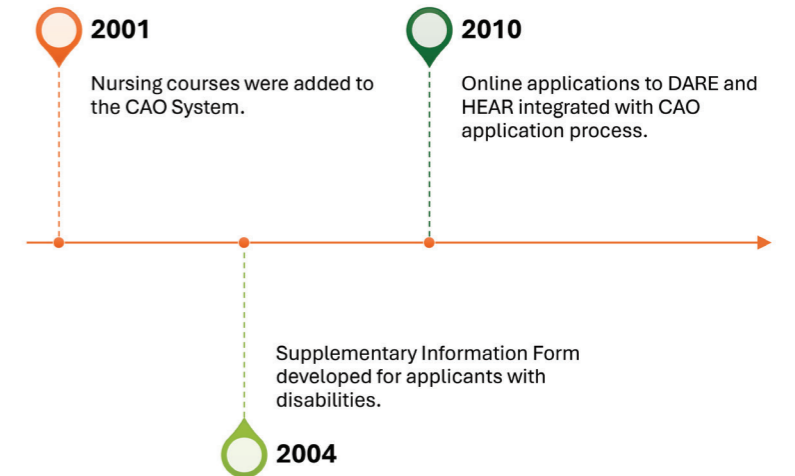 2001
Nursing courses were added to
the CAO System.
2010
Online applications to DARE and
HEAR integrated with CAO
application process.
Supplementary Information Form
developed for applicants with
disabilities.
2004